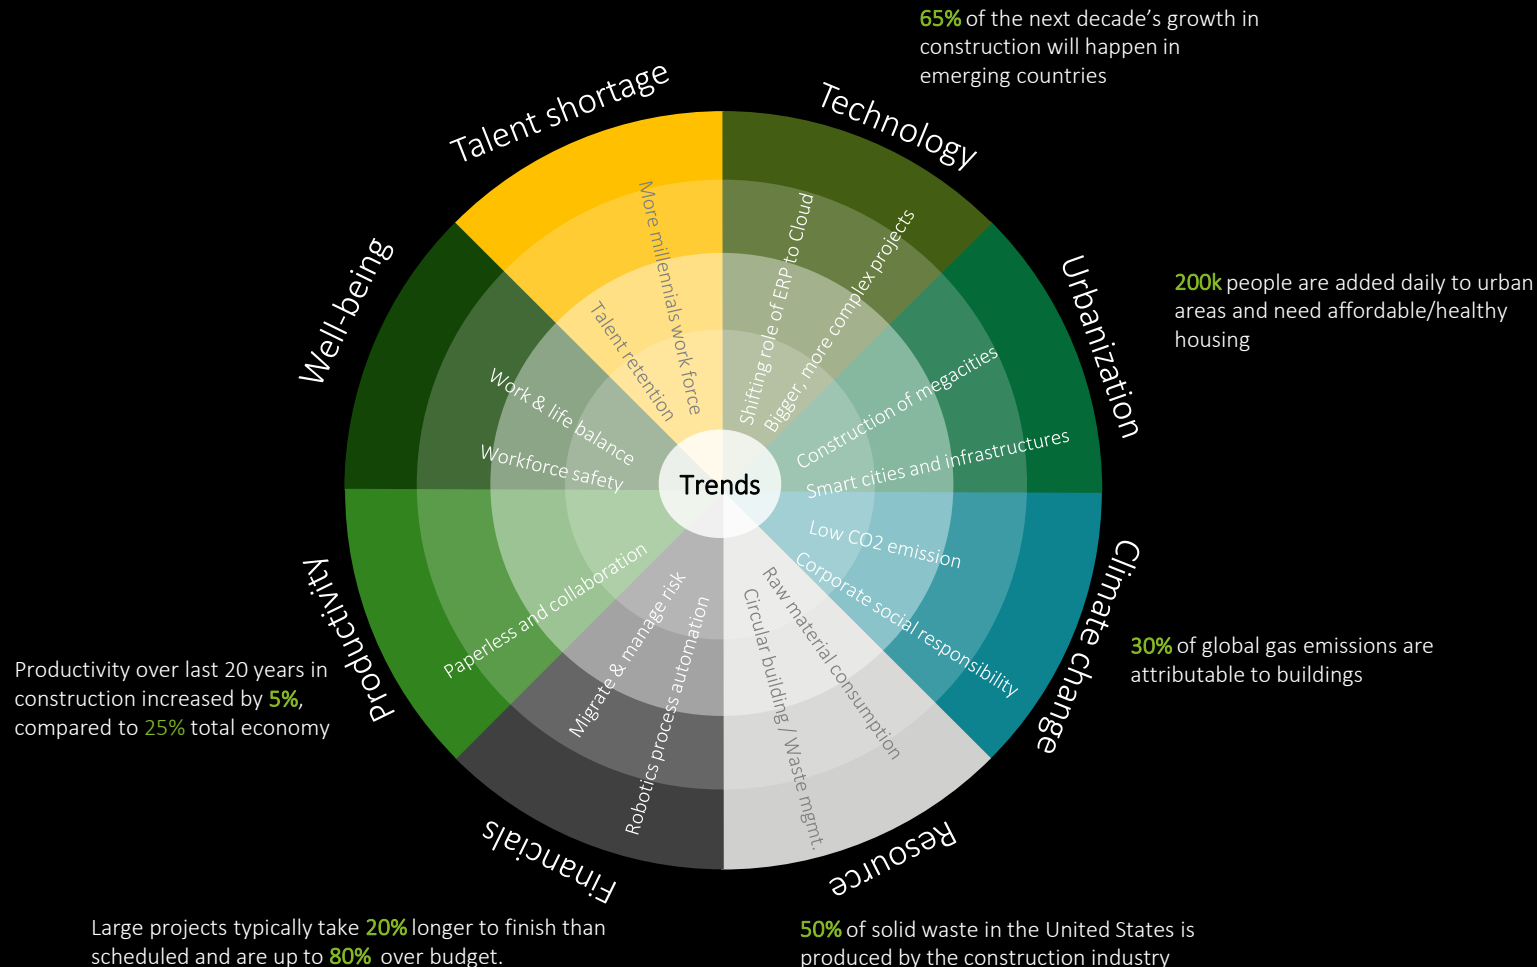 65% of the next decade's growth in
construction will happen in
emerging countries
Talent shortage
Technology
Well-being
Urbanization
200k people are added daily to urban
areas and need affordable/healthy
housing
More millennials work force
Talent retention
Shifting role of ERP to Cloud
Bigger, more complex projects
Work & life balance
Workforce safety
Construction of megacities
Smart cities and infrastructures
Trends
Low CO2 emission
Corporate social responsibility
Paperless and collaboration
Migrate & manage risk
Robotics process automation
Raw material consumption
Circular building / Waste mgmt.
Productivity
Climate change
Productivity over last 20 years in
construction increased by 5%,
compared to 25% total economy
30% of global gas emissions are
attributable to buildings
Financials
Resource
Large projects typically take 20% longer to finish than
scheduled and are up to 80% over budget.
50% of solid waste in the United States is
produced by the construction industry